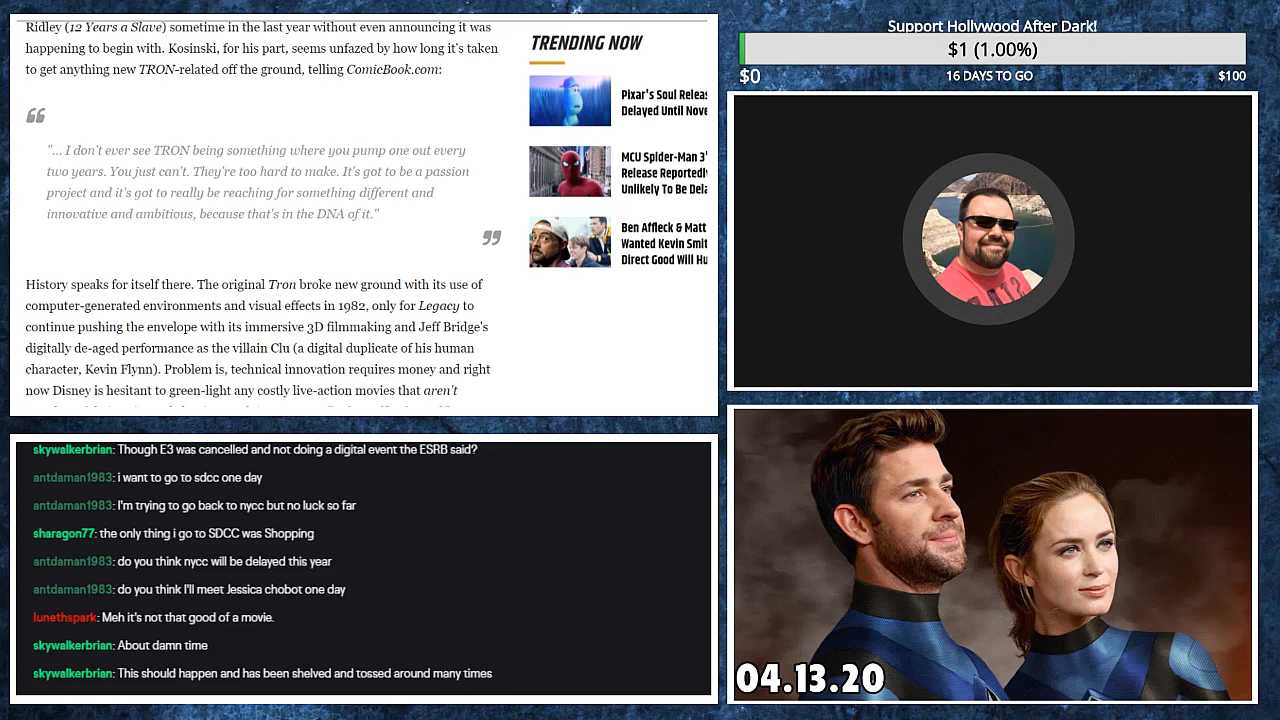 Ridley (12 Years a Slave) sometime in the last year without even announcing it was
happening to begin with. Kosinski, for his part, seems unfazed by how long it's taken
to get anything new TRON-related off the ground, telling ComicBook.com:
"... I don't ever see TRON being something where you pump one out every
two years. You just can't. They're too hard to make. It's got to be a passion
project and it's got to really be reaching for something different and
innovative and ambitious, because that's in the DNA of it."
History speaks for itself there. The original Tron broke new ground with its use of
computer-generated environments and visual effects in 1982, only for Legacy to
continue pushing the envelope with its immersive 3D filmmaking and Jeff Bridge's
digitally de-aged performance as the villain Clu (a digital duplicate of his human
character, Kevin Flynn). Problem is, technical innovation requires money and right
now Disney is hesitant to green-light any costly live-action movies that aren't
TRENDING NOW
Pixar's Soul Releas
Delayed Until Nove
MCU Spider-Man 3'
Release Reportedly
Unlikely To Be Dela
Ben Affleck & Matt
Wanted Kevin Smit
Direct Good Will Hu
Support Hollywood After Dark!
$1 (1.00%)
$0
16 DAYS TO GO
$100
skywalkerbrian: Though E3 was cancelled and not doing a digital event the ESRB said?
antdaman1983: i want to go to sdcc one day
antdaman1983: I'm trying to go back to nycc but no luck so far
sharagon77: the only thing i go to SDCC was Shopping
antdaman1983: do you think nycc will be delayed this year
antdaman1983: do you think I'll meet Jessica chobot one day
lunethspark: Meh it's not that good of a movie.
skywalkerbrian: About damn time
skywalkerbrian: This should happen and has been shelved and tossed around many times
04.13.20